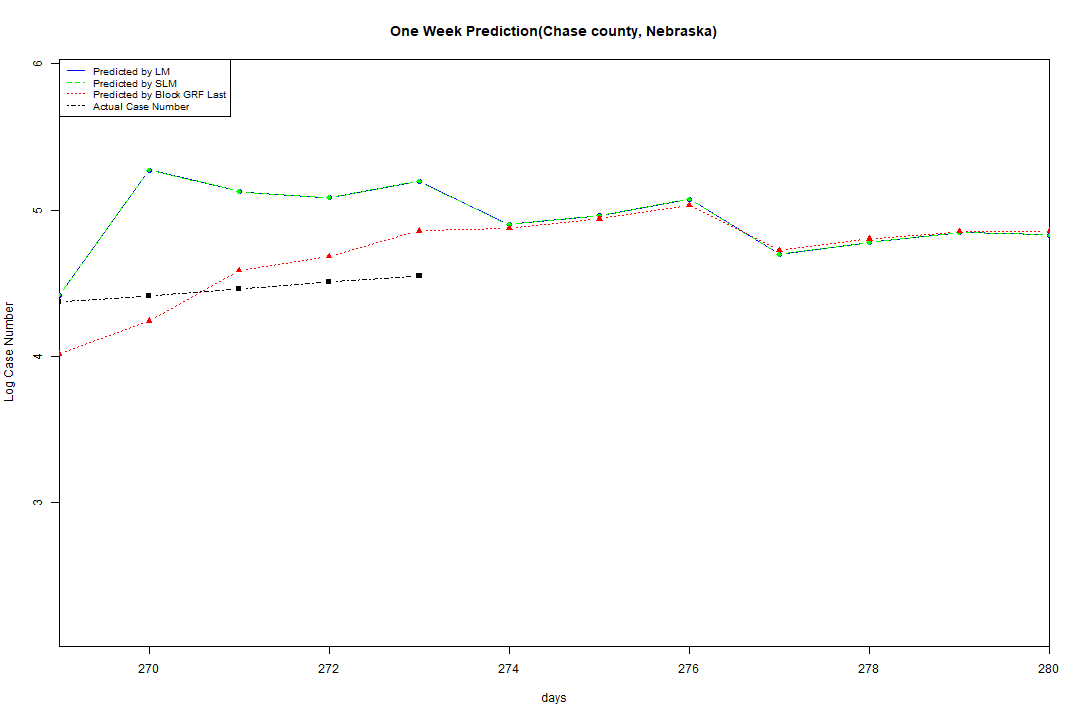 One Week Prediction(Chase county, Nebraska)
Predicted by LM
Predicted by SLM
Predicted by Block GRF Last
Actual Case Number
6
5
4
3
Log Case Number
270 272 274 276 278 280
days